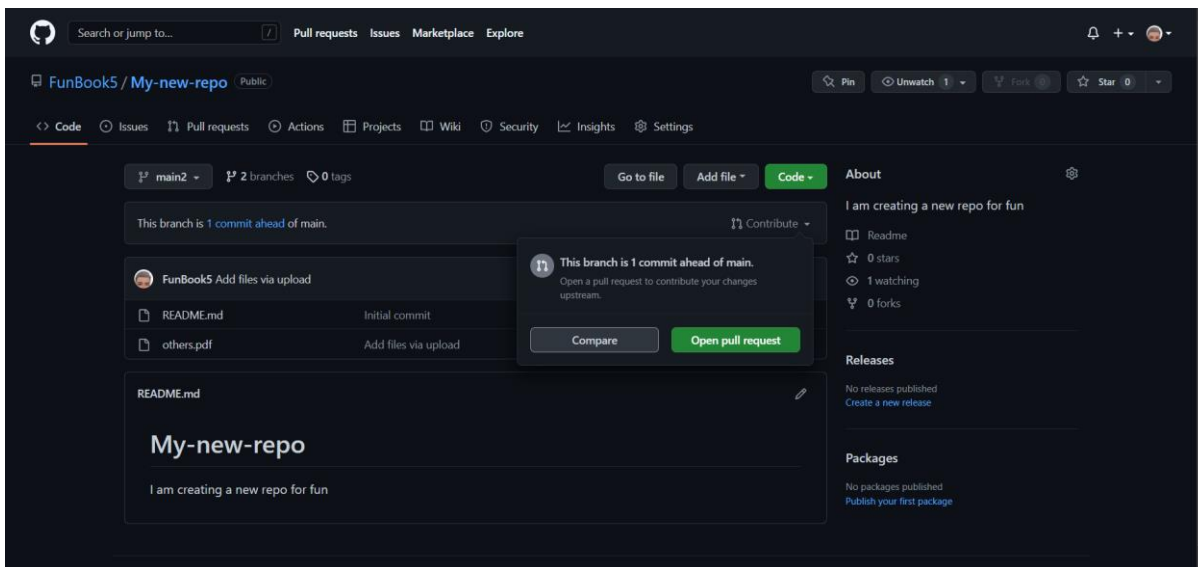 Search or jump to... / Pull requests Issues Marketplace Explore
FunBook5 / My-new-repo Public
Pin Unwatch 1 Fork 0 Star 0
Code Issues Pull requests Actions Projects Wiki Security Insights Settings
main2 2 branches 0 tags Go to file Add file Code
This branch is 1 commit ahead of main. Contribute
This branch is 1 commit ahead of main.
Open a pull request to contribute your changes
upstream.
Compare Open pull request
FunBook5 Add files via upload
README.md Initial commit
others.pdf Add files via upload
README.md
My-new-repo
I am creating a new repo for fun
About
I am creating a new repo for fun
Readme
0 stars
1 watching
0 forks
Releases
No releases published
Create a new release
Packages
No packages published
Publish your first package